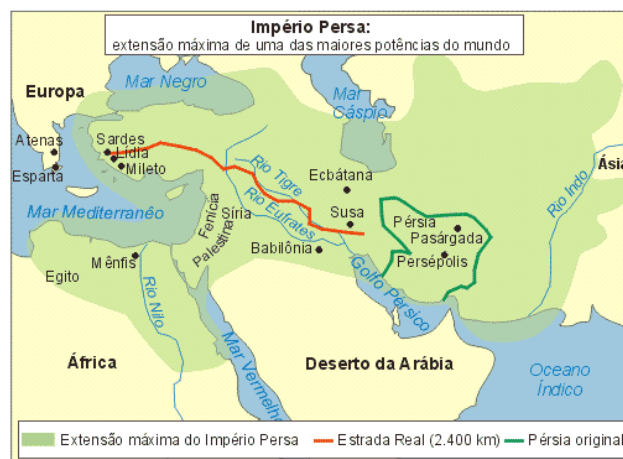 Império Persa:
extensão máxima de uma das maiores potências do mundo
Mar Negro
Europa
Mar
Cáspio
Atenas
Sardes
Lídia
Mileto
Esparta
Ásia
Rio Indo
Rio Tigre
Ecbátana
Mar Mediterrâneo
Fenícia
Síria
Palestina
Rio Eufrates
Susa
Pérsia
Pasárgada
Persépolis
Babilônia
Mênfis
Egito
Rio Nilo
Golfo Pérsico
África
Mar Vermelho
Deserto da Arábia
Oceano
Índico
Extensão máxima do Império Persa
Estrada Real (2.400 km)
Pérsia original